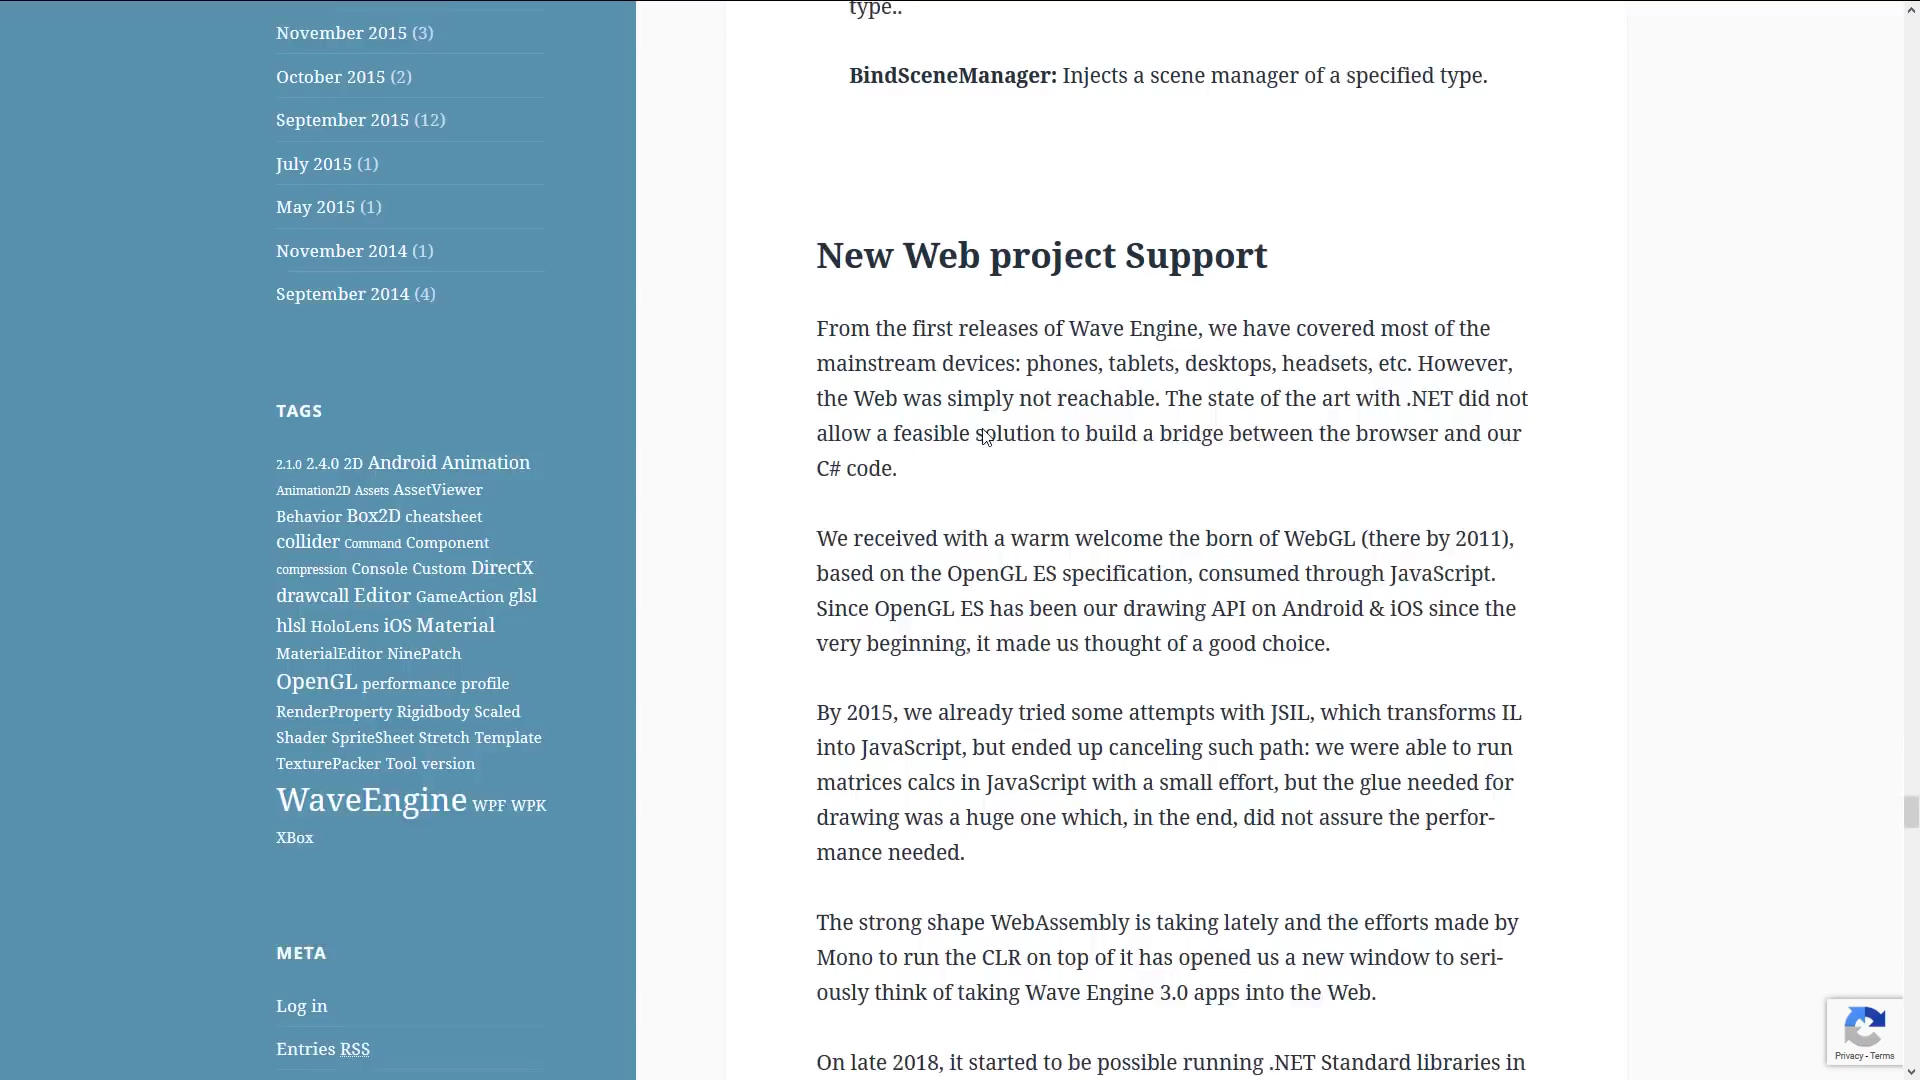 November 2015 (3)
October 2015 (2)
September 2015 (12)
July 2015 (1)
May 2015 (1)
November 2014 (1)
September 2014 (4)
TAGS
2.1.0 2.4.0 2D Android Animation
Animation2D Assets AssetViewer
Behavior Box2D cheatsheet
collider Command Component
compression Console Custom DirectX
drawcall Editor GameAction glsl
hlsl HoloLens iOS Material
MaterialEditor NinePatch
OpenGL performance profile
RenderProperty Rigidbody Scaled
Shader SpriteSheet Stretch Template
TexturePacker Tool version
WaveEngine WPF WPK
XBox
META
Log in
Entries RSS
type..
BindSceneManager: Injects a scene manager of a specified type.
New Web project Support
From the first releases of Wave Engine, we have covered most of the
mainstream devices: phones, tablets, desktops, headsets, etc. However,
the Web was simply not reachable. The state of the art with .NET did not
allow a feasible solution to build a bridge between the browser and our
C# code.
We received with a warm welcome the born of WebGL (there by 2011),
based on the OpenGL ES specification, consumed through JavaScript.
Since OpenGL ES has been our drawing API on Android & iOS since the
very beginning, it made us thought of a good choice.
By 2015, we already tried some attempts with JSIL, which transforms IL
into JavaScript, but ended up canceling such path: we were able to run
matrices calcs in JavaScript with a small effort, but the glue needed for
drawing was a huge one which, in the end, did not assure the perfor-
mance needed.
The strong shape WebAssembly is taking lately and the efforts made by
Mono to run the CLR on top of it has opened us a new window to seri-
ously think of taking Wave Engine 3.0 apps into the Web.
On late 2018, it started to be possible running .NET Standard libraries in
Privacy - Terms